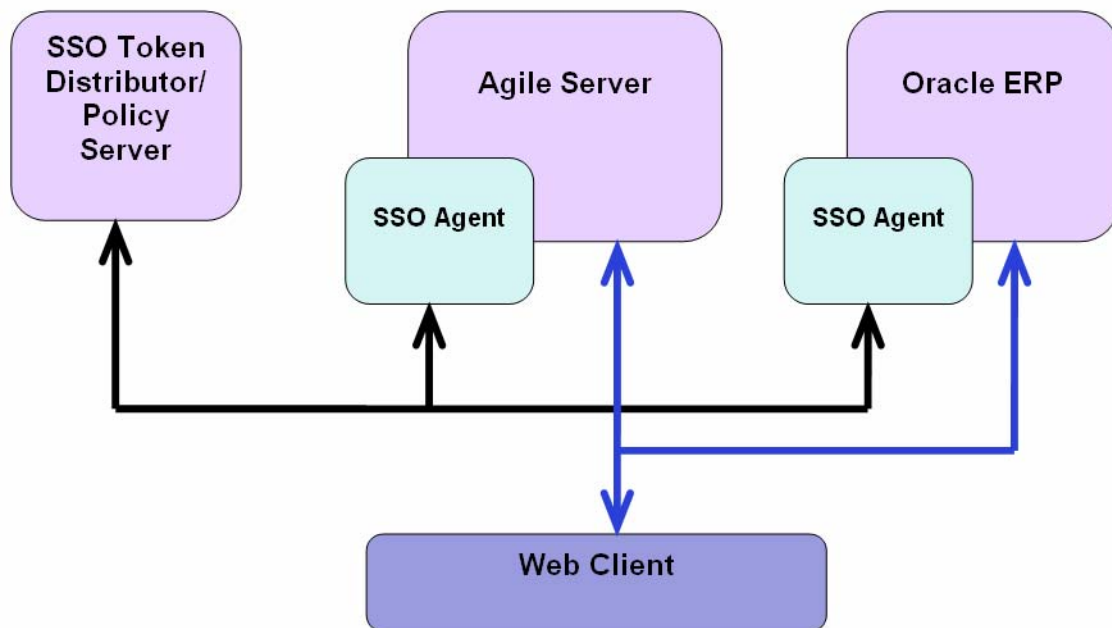 SSO Token
Distributor/
Policy
Server
Agile Server
SSO Agent
Oracle ERP
SSO Agent
Web Client